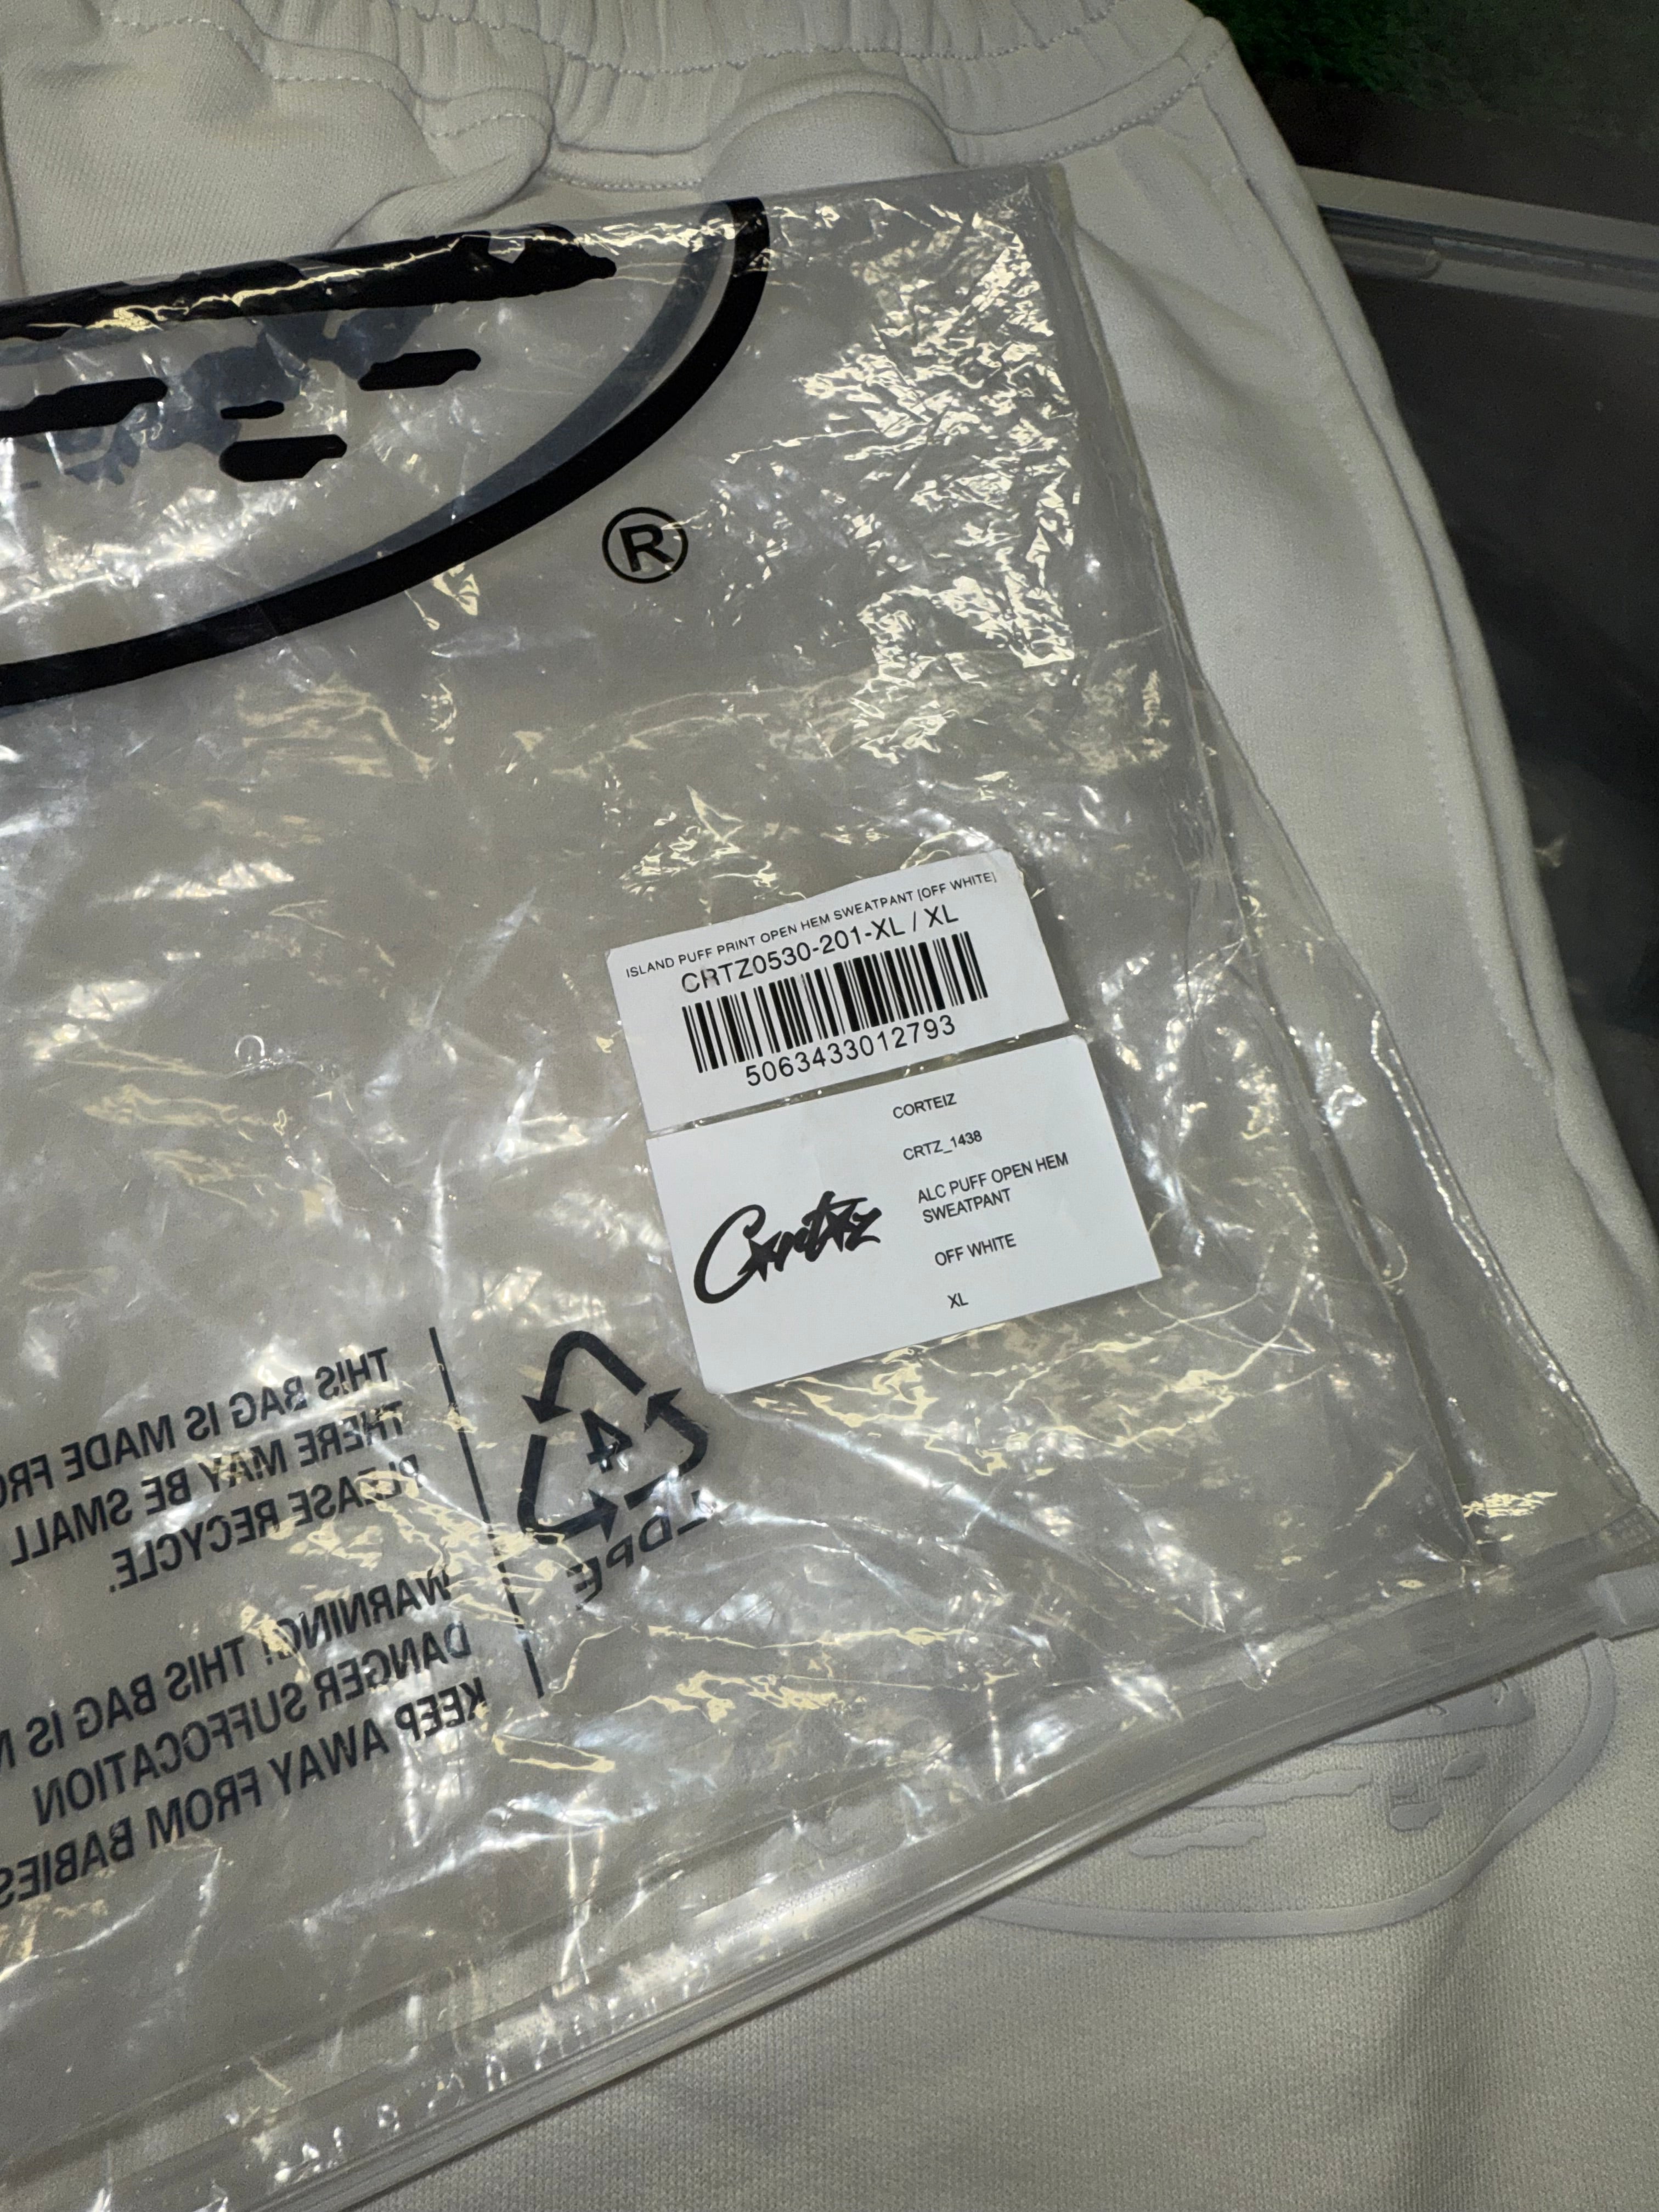 ®
ISLAND PUFF PRINT OPEN HEM SWEATPANT [OFF WHITE]
CRTZ0530-201-XL / XL
5063433012793
CORTEIZ
CRTZ_1438
ALC PUFF OPEN HEM
SWEATPANT
OFF WHITE
XL
Corteiz
4
LDPE
THIS BAG IS MADE FRO
THERE MAY BE SMALL
PLEASE RECYCLE.
WARNING! THIS BAG IS N
DANGER SUFFOCATION
KEEP AWAY FROM BABIES